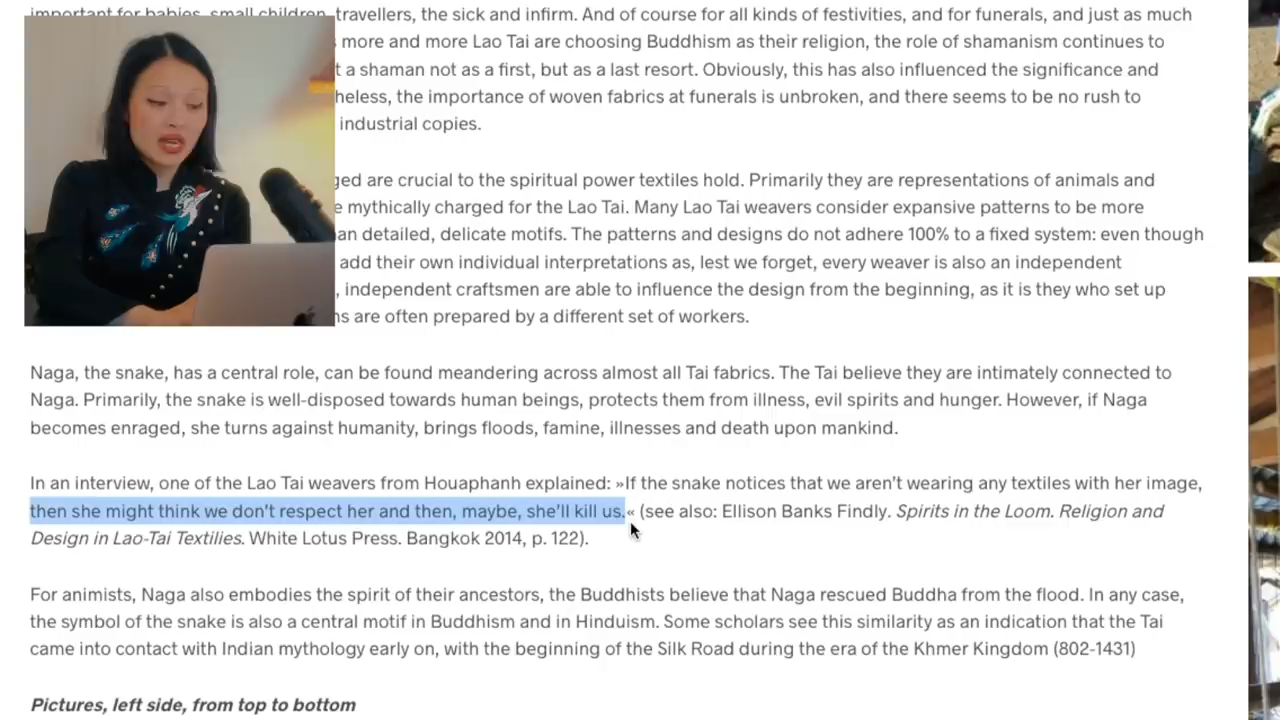 important for babies, small children, travellers, the sick and infirm. And of course for all kinds of festivities, and for funerals, and just as much
more and more Lao Tai are choosing Buddhism as their religion, the role of shamanism continues to
t a shaman not as a first, but as a last resort. Obviously, this has also influenced the significance and
heless, the importance of woven fabrics at funerals is unbroken, and there seems to be no rush to
industrial copies.
ged are crucial to the spiritual power textiles hold. Primarily they are representations of animals and
e mythically charged for the Lao Tai. Many Lao Tai weavers consider expansive patterns to be more
an detailed, delicate motifs. The patterns and designs do not adhere 100% to a fixed system: even though
add their own individual interpretations as, lest we forget, every weaver is also an independent
, independent craftsmen are able to influence the design from the beginning, as it is they who set up
ns are often prepared by a different set of workers.
Naga, the snake, has a central role, can be found meandering across almost all Tai fabrics. The Tai believe they are intimately connected to
Naga. Primarily, the snake is well-disposed towards human beings, protects them from illness, evil spirits and hunger. However, if Naga
becomes enraged, she turns against humanity, brings floods, famine, illnesses and death upon mankind.
In an interview, one of the Lao Tai weavers from Houaphanh explained: »If the snake notices that we aren't wearing any textiles with her image,
then she might think we don't respect her and then, maybe, she'll kill us.« (see also: Ellison Banks Findly. Spirits in the Loom. Religion and
Design in Lao-Tai Textilies. White Lotus Press. Bangkok 2014, p. 122).
For animists, Naga also embodies the spirit of their ancestors, the Buddhists believe that Naga rescued Buddha from the flood. In any case,
the symbol of the snake is also a central motif in Buddhism and in Hinduism. Some scholars see this similarity as an indication that the Tai
came into contact with Indian mythology early on, with the beginning of the Silk Road during the era of the Khmer Kingdom (802-1431)
Pictures, left side, from top to bottom